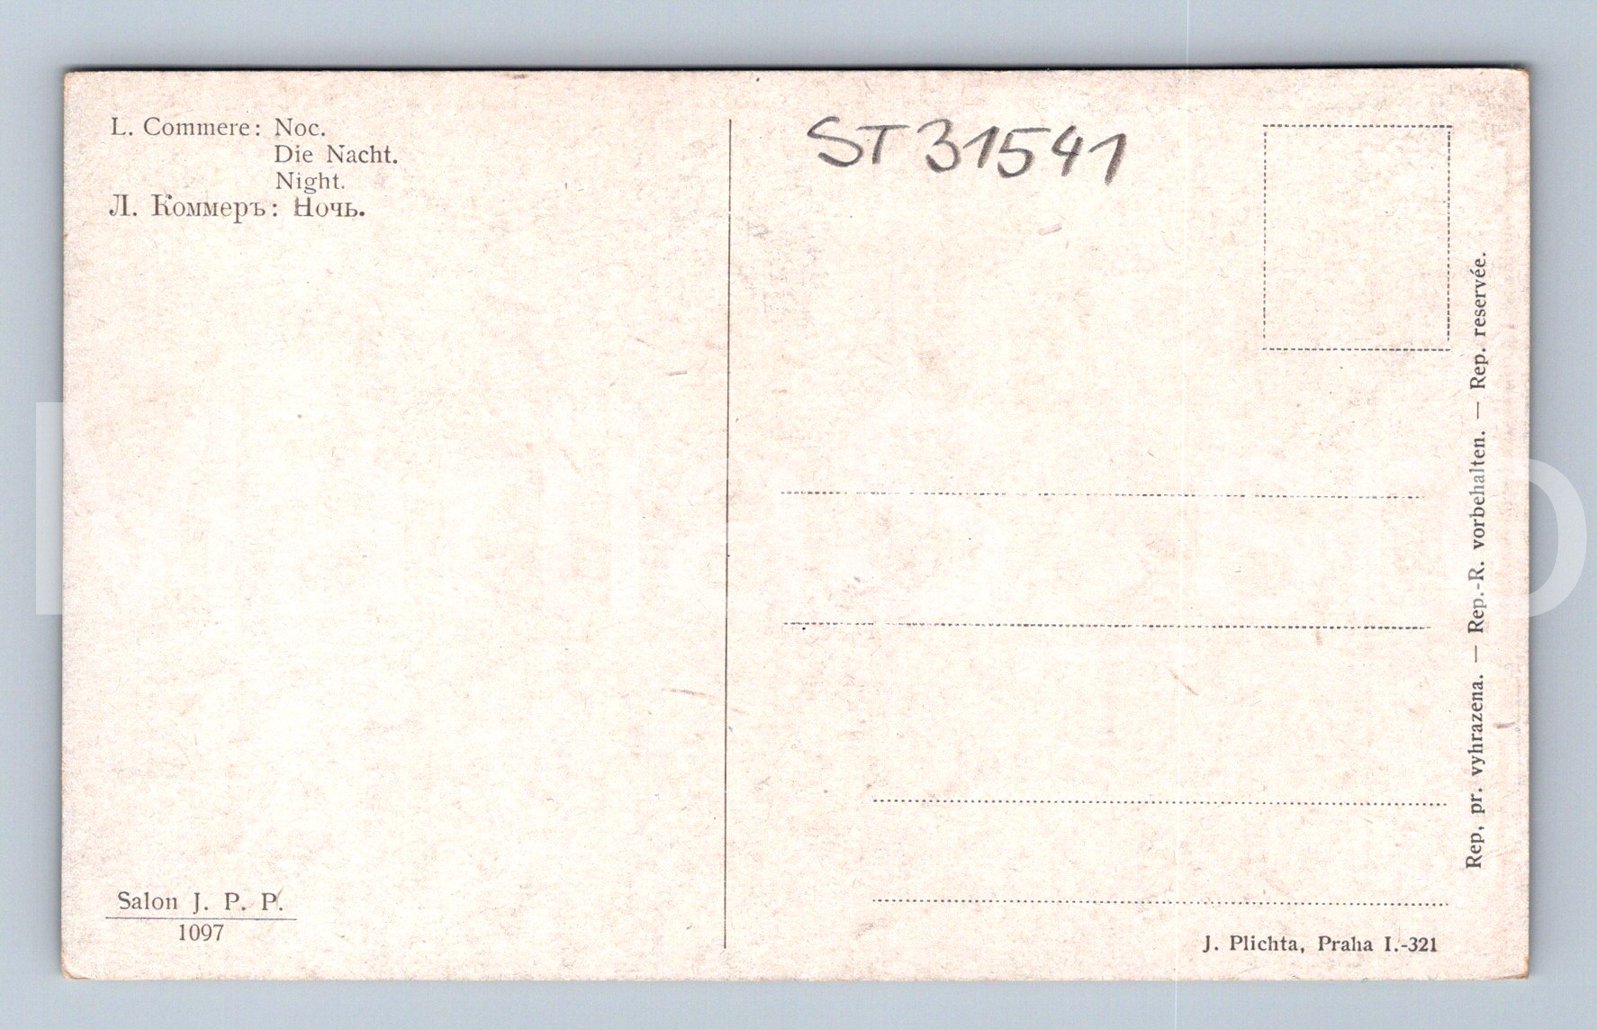 L. Commere: Noc.
Die Nacht.
Night.
Л. Коммеръ: Ночь.
ST 31541
Rep, pr. vyhrazena. — Rep.-R. vorbehalten. — Rep. reservée.
Salon J. P. P.
1097
J. Plichta, Praha I.-321